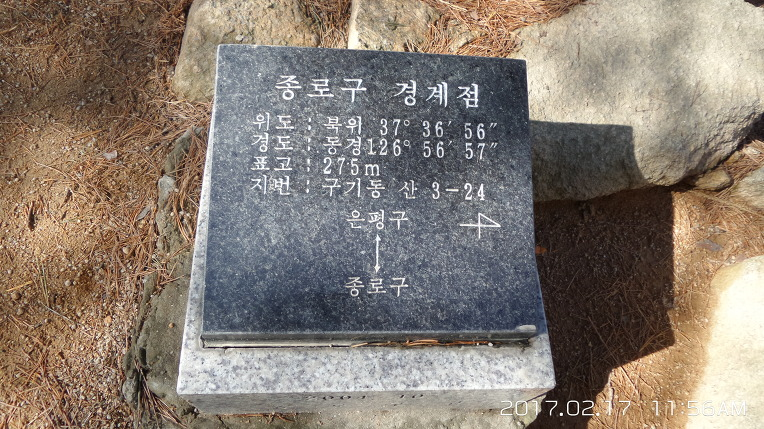 종로구 경계점
위도 : 북위 37° 36′ 56″
경도 : 동경126° 56′ 57″
표고 : 275m
지번 : 구기동 산 3-24
은평구
종로구
2017.02.17 11:56AM